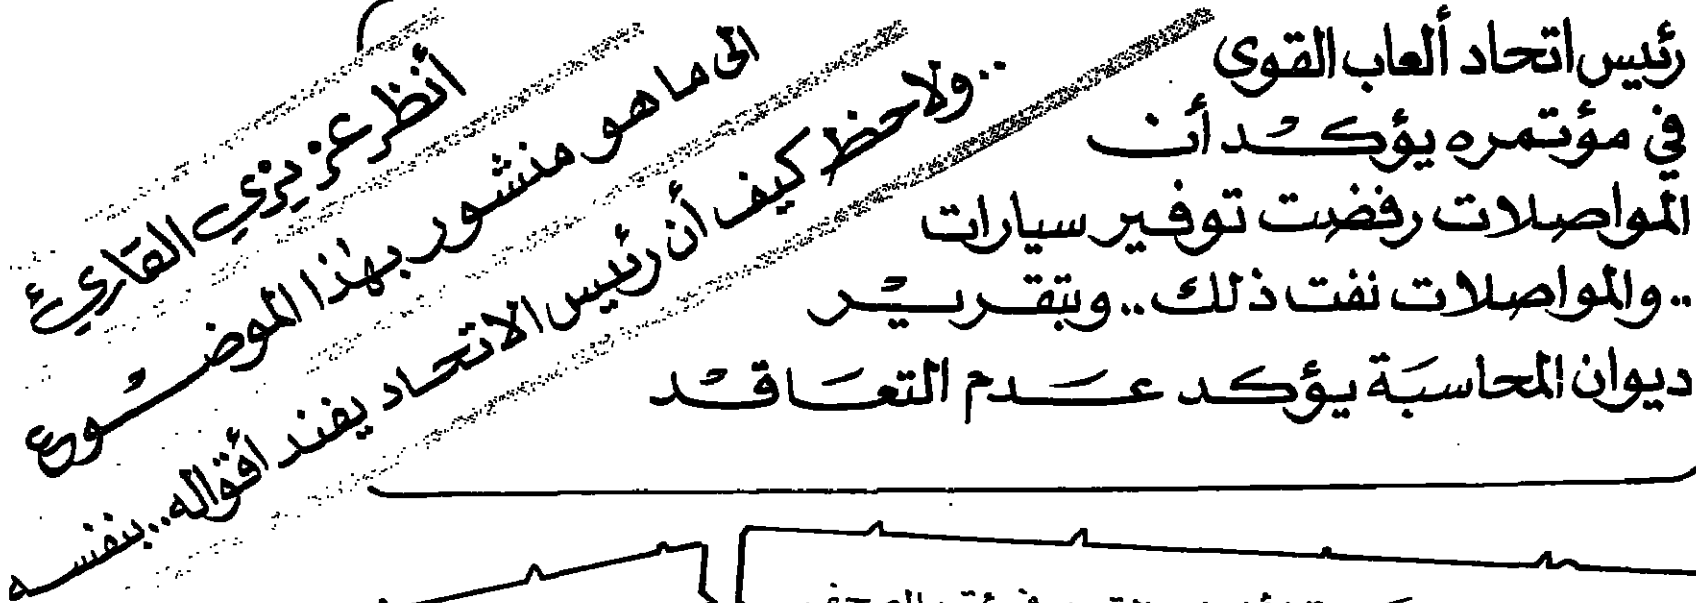 رئيس اتحاد ألعاب القوى
في مؤتمره يؤكد أن
المواصلات رفضت توفير سيارات
.. والمواصلات نفت ذلك .. وبتقرير
ديوان المحاسبة يؤكد عدم التعاقد
أنظر عزيزي القاريء
الى ما هو منشور بهذا الموضوع
.. ولاحظ كيف أن رئيس الاتحاد يفند أقواله .. بنفسه